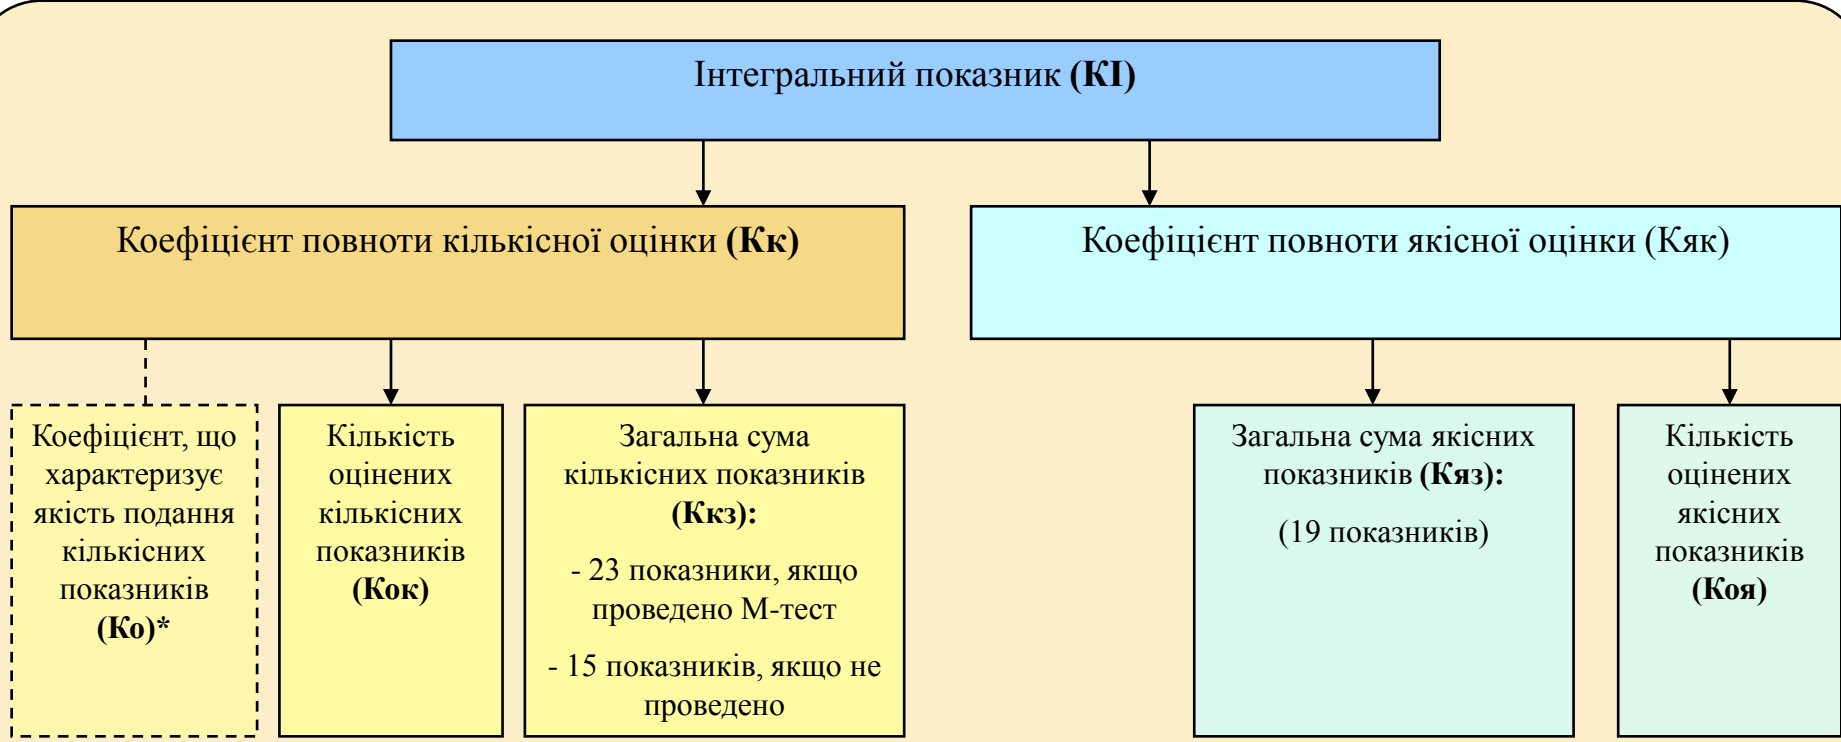 Інтегральний показник (КІ)
Коефіцієнт повноти кількісної оцінки (Кк)
Коефіцієнт повноти якісної оцінки (Кяк)
Коефіцієнт, що
характеризує
якість подання
кількісних
показників
(Ко)*
Кількість
оцінених
кількісних
показників
(Кок)
Загальна сума
кількісних показників
(Ккз):
- 23 показники, якщо
проведено М-тест
- 15 показників, якщо не
проведено
Загальна сума якісних
показників (Кяз):
(19 показників)
Кількість
оцінених
якісних
показників
(Коя)